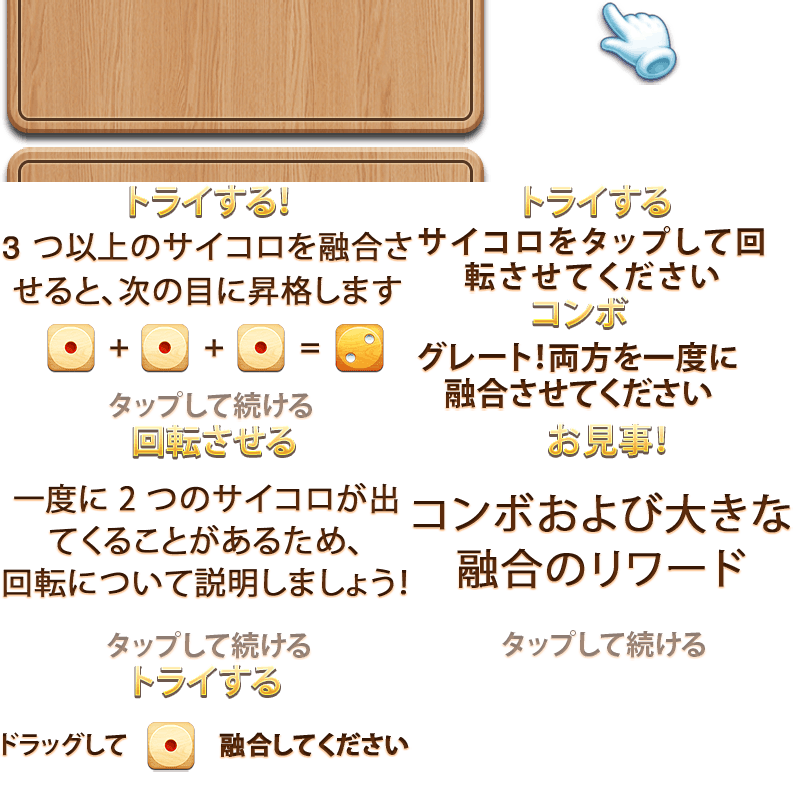 トライする!
3 つ以上のサイコロを融合さ
せると、次の目に昇格します
+ + =
タップして続ける
回転させる
一度に 2 つのサイコロが出
てくることがあるため、
回転について説明しましょう!
タップして続ける
トライする
ドラッグして 融合してください
トライする
サイコロをタップして回
転させてください
コンボ
グレート!両方を一度に
融合させてください
お見事!
コンボおよび大きな
融合のリワード
タップして続ける